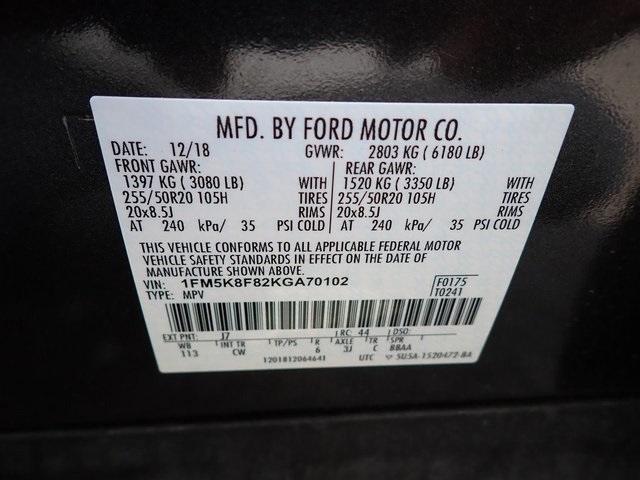 MFD. BY FORD MOTOR CO.
DATE: 12/18 GVWR: 2803 KG ( 6180 LB)
FRONT GAWR: REAR GAWR:
1397 KG ( 3080 LB) WITH 1520 KG ( 3350 LB) WITH
255/50R20 105H TIRES 255/50R20 105H TIRES
20x8.5J RIMS 20x8.5J RIMS
AT 240 kPa/ 35 PSI COLD AT 240 kPa/ 35 PSI COLD
THIS VEHICLE CONFORMS TO ALL APPLICABLE FEDERAL MOTOR
VEHICLE SAFETY STANDARDS IN EFFECT ON THE DATE OF
MANUFACTURE SHOWN ABOVE.
VIN: 1FM5K8F82KGA70102 F0175
TYPE: MPV T0241
EXT PNT: J7 RC: 44 DSO:
WB INT TR TP/PS R AXLE TR SPR
113 CW 6 3J C BBAA
1201812064641 UTC 5U5A-1520472-BA